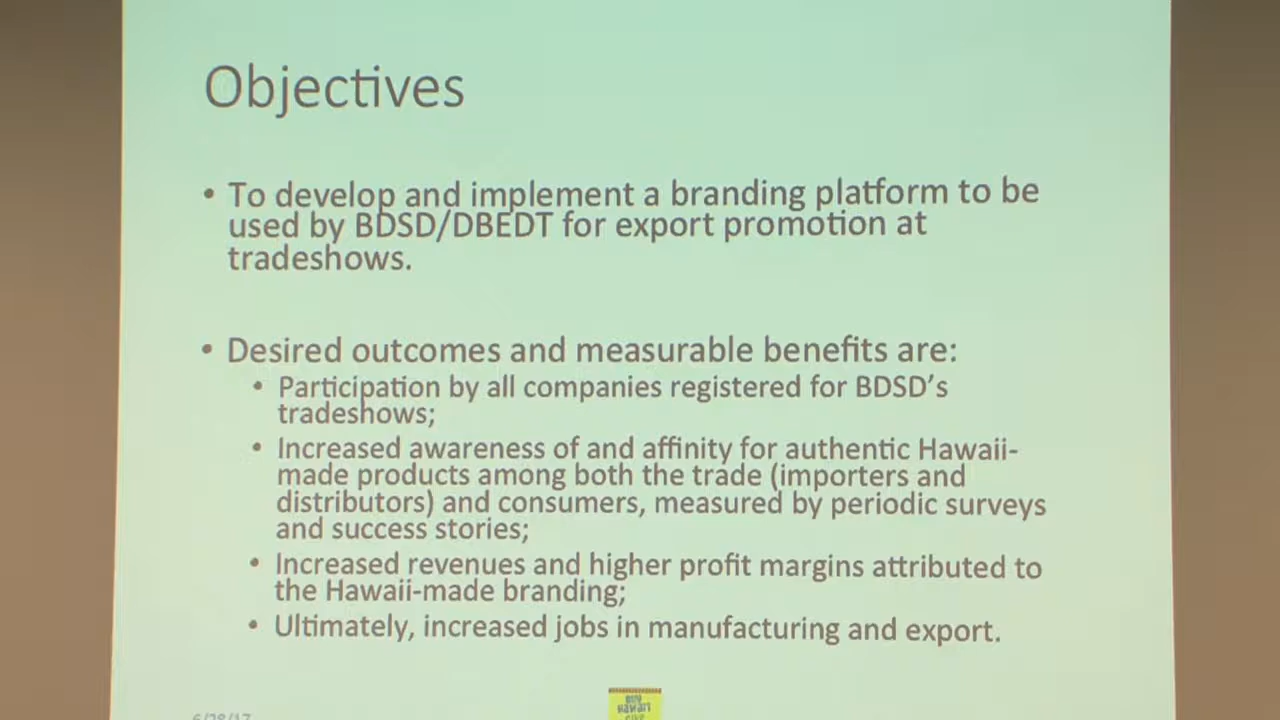 Objectives
• To develop and implement a branding platform to be
used by BDSD/DBEDT for export promotion at
tradeshows.
• Desired outcomes and measurable benefits are:
• Participation by all companies registered for BDSD's
tradeshows;
• Increased awareness of and affinity for authentic Hawaii-
made products among both the trade (importers and
distributors) and consumers, measured by periodic surveys
and success stories;
• Increased revenues and higher profit margins attributed to
the Hawaii-made branding;
• Ultimately, increased jobs in manufacturing and export.
6/28/17
Hawaii